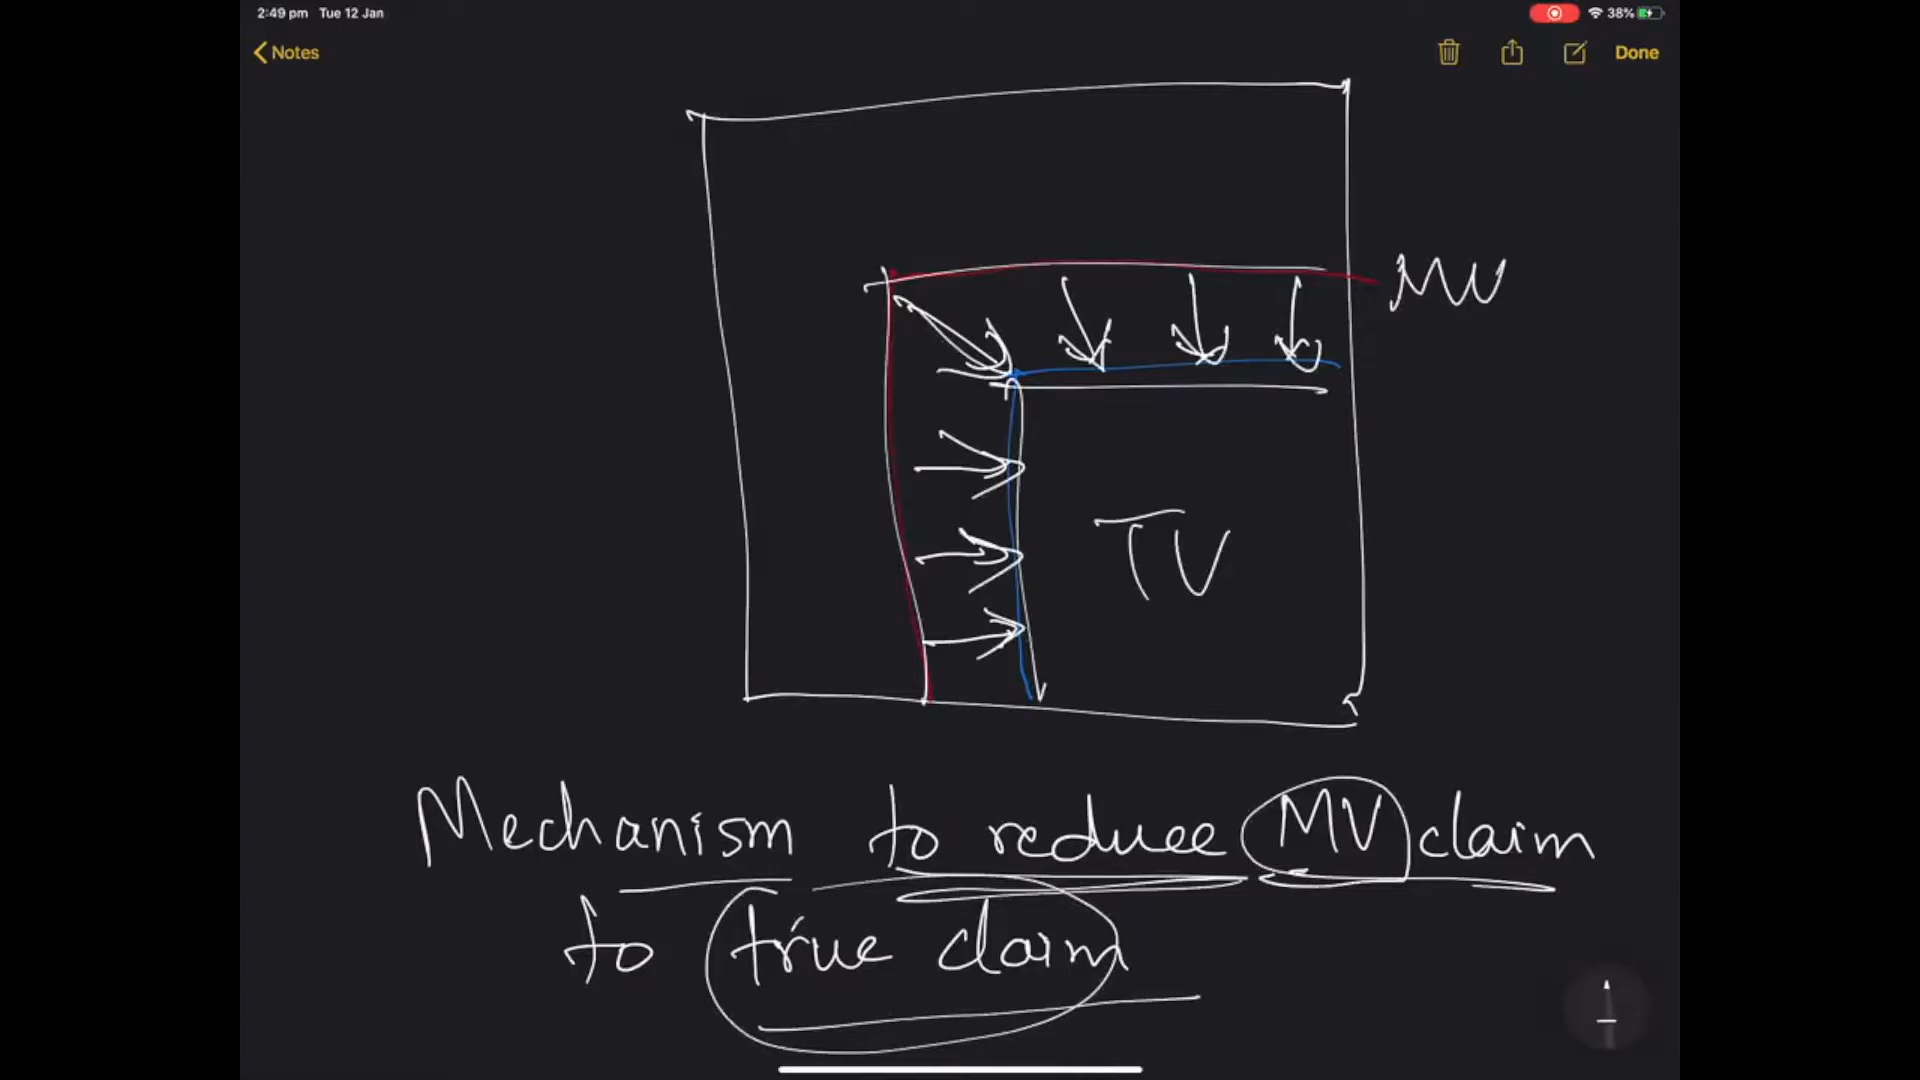 2:49 pm Tue 12 Jan
38%
Notes
Done
MV
TV
Mechanism to reduce MV claim
to true claim